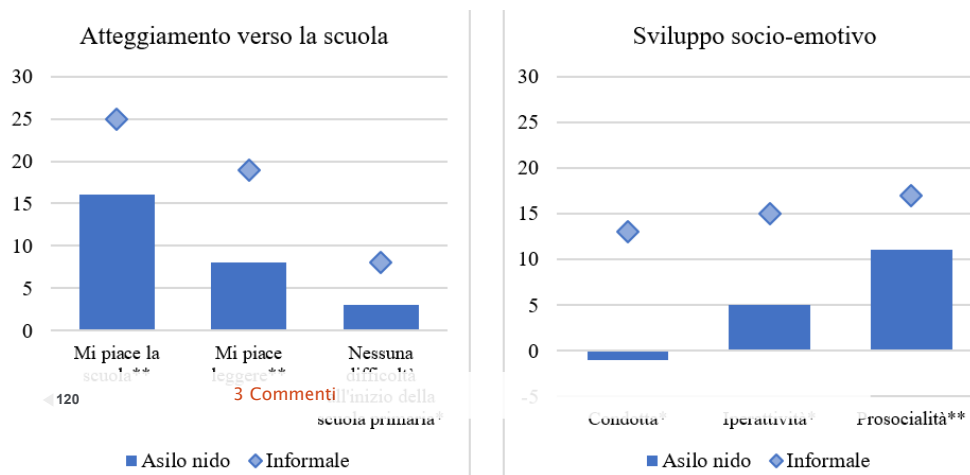 Atteggiamento verso la scuola
30
25
20
15
10
5
0
Mi piace la
scuola**
Mi piace
leggere**
Nessuna
difficoltà
all'inizio della
scuola primaria*
120
3 Commenti
Asilo nido
Informale
Sviluppo socio-emotivo
30
25
20
15
10
5
0
-5
Condotta*
Iperattività*
Prosocialità**
Asilo nido
Informale